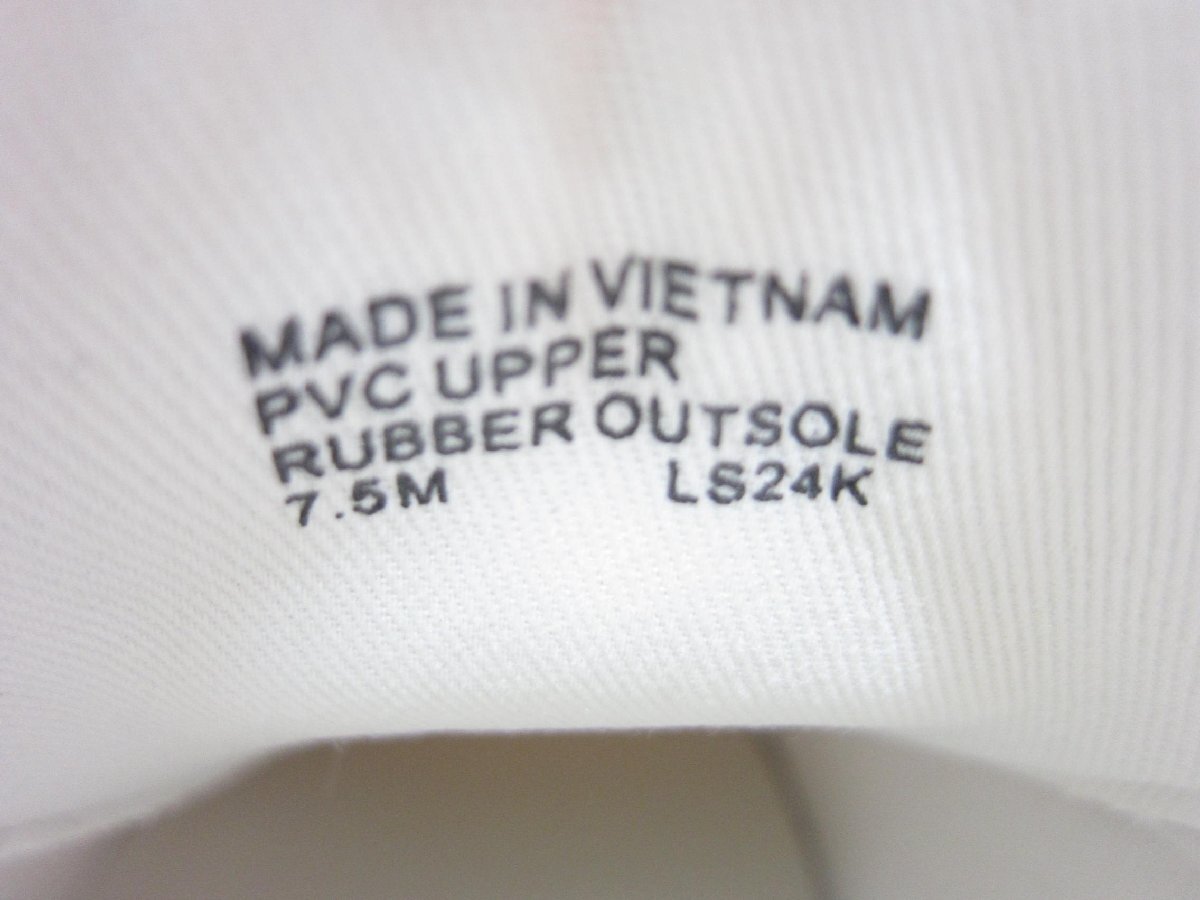 MADE IN VIETNAM
PVC UPPER
RUBBER OUTSOLE
7.5M LS24K